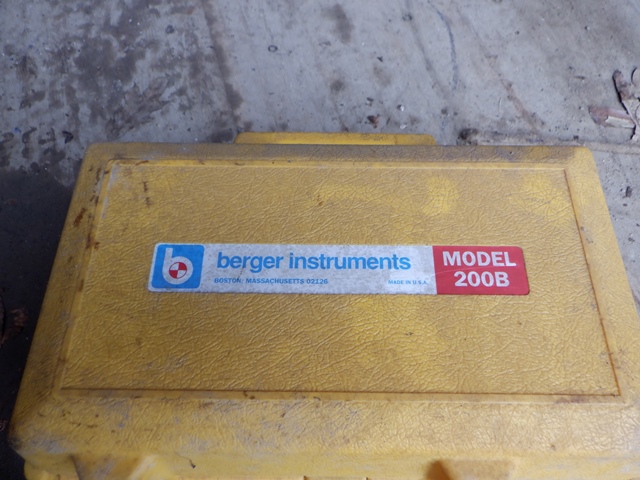 b berger instruments
BOSTON, MASSACHUSETTS 02126 MADE IN U.S.A.
MODEL
200B